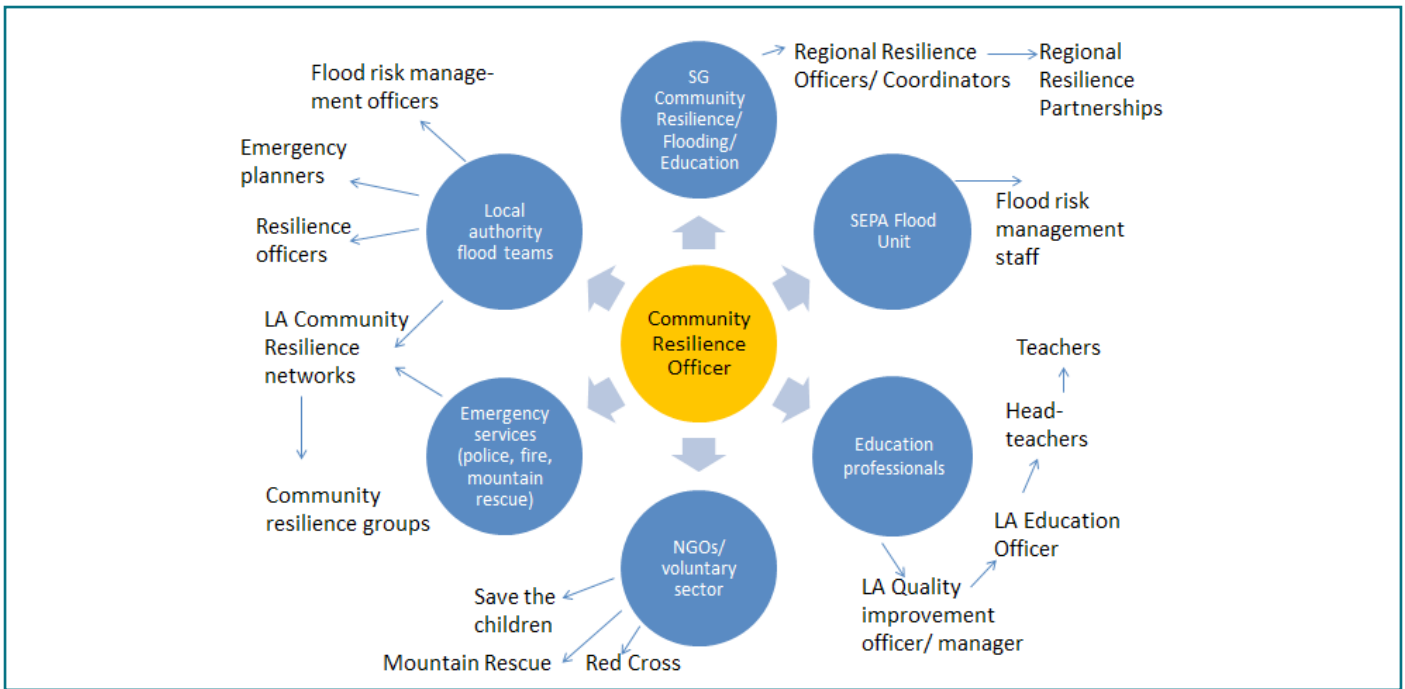 SG
Community
Resilience/
Flooding/
Education
Regional Resilience
Officers/ Coordinators
Regional
Resilience
Partnerships
Flood risk manage-
ment officers
Emergency
planners
Resilience
officers
Local
authority
flood teams
SEPA Flood
Unit
Flood risk
management
staff
Community
Resilience
Officer
LA Community
Resilience
networks
Emergency
services
(police, fire,
mountain
rescue)
Community
resilience groups
Education
professionals
Teachers
Head-
teachers
LA Education
Officer
LA Quality
improvement
officer/ manager
NGOs/
voluntary
sector
Save the
children
Mountain Rescue
Red Cross